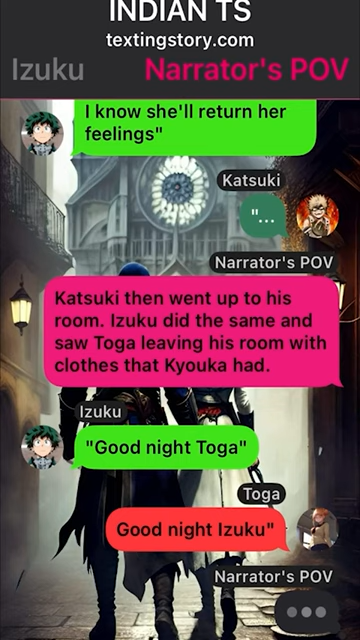 INDIAN TS
textingstory.com
Izuku
Narrator's POV
I know she'll return her
feelings"
Katsuki
"...
Narrator's POV
Katsuki then went up to his
room. Izuku did the same and
saw Toga leaving his room with
clothes that Kyouka had.
Izuku
"Good night Toga"
Toga
Good night Izuku"
Narrator's POV